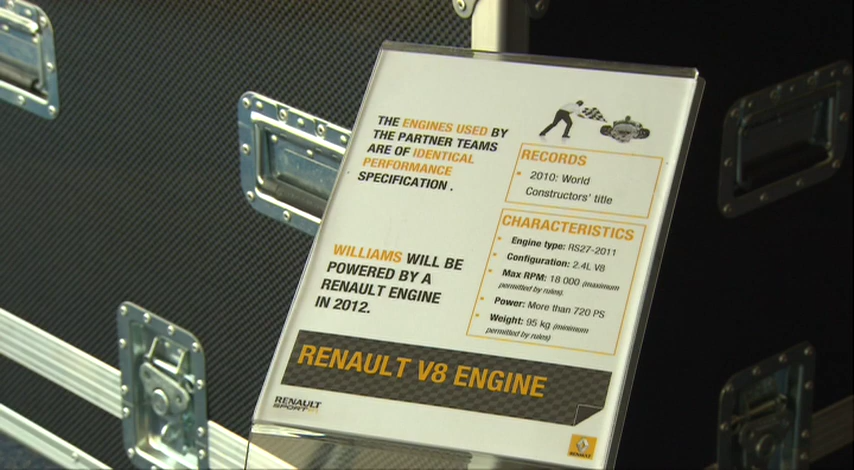 THE ENGINES USED BY
THE PARTNER TEAMS
ARE OF IDENTICAL
PERFORMANCE
SPECIFICATION .
WILLIAMS WILL BE
POWERED BY A
RENAULT ENGINE
IN 2012.
RECORDS
• 2010: World
Constructors' title
CHARACTERISTICS
• Engine type: RS27-2011
• Configuration: 2.4L V8
• Max RPM: 18 000 (maximum
permitted by rules).
• Power: More than 720 PS
• Weight: 95 kg (minimum
permitted by rules)
RENAULT V8 ENGINE
RENAULT
SPORT F1
RENAULT